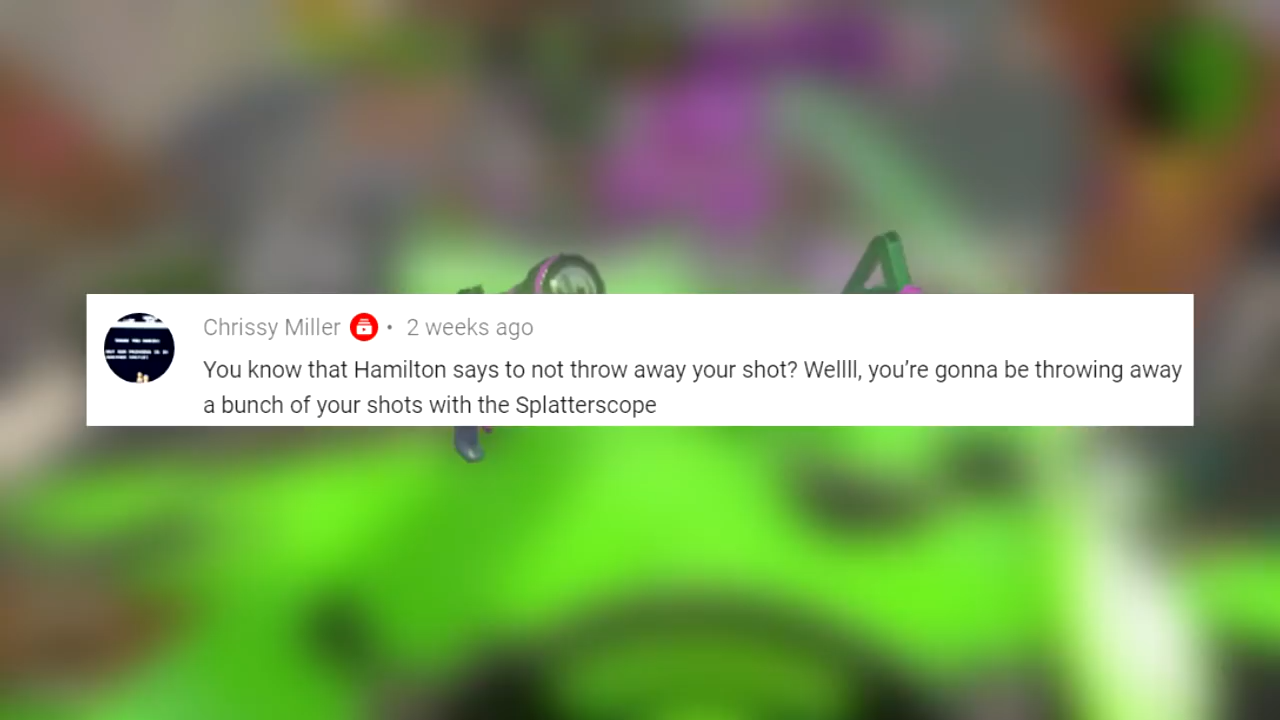 Chrissy Miller • 2 weeks ago
You know that Hamilton says to not throw away your shot? Wellll, you’re gonna be throwing away
a bunch of your shots with the Splatterscope